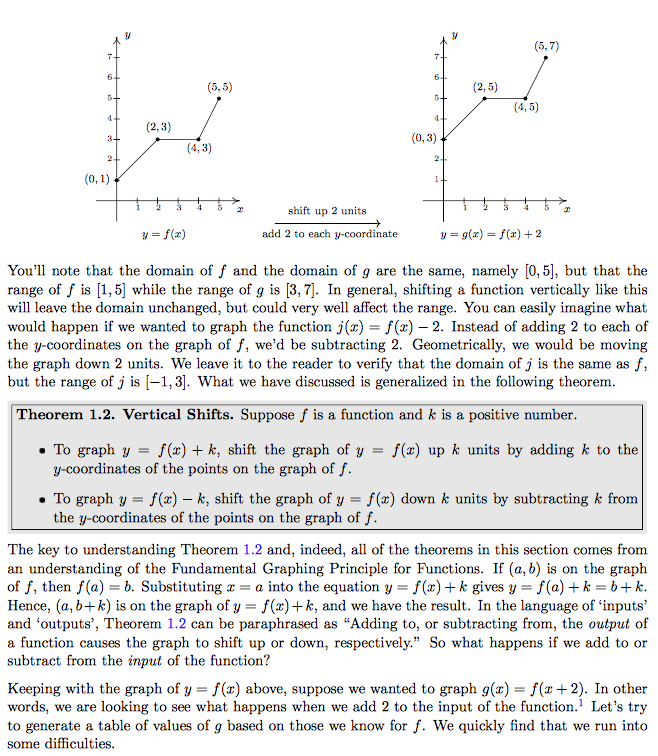 y
7
6
5
4
3
2
(0, 1)
(2, 3)
(4, 3)
(5, 5)
1 2 3 4 5 x
y = f(x)
shift up 2 units
add 2 to each y-coordinate
y
7
6
5
4
(0, 3)
2
1
(2, 5)
(4, 5)
(5, 7)
1 2 3 4 5 x
y = g(x) = f(x) + 2
You’ll note that the domain of f and the domain of g are the same, namely [0, 5], but that the
range of f is [1, 5] while the range of g is [3, 7]. In general, shifting a function vertically like this
will leave the domain unchanged, but could very well affect the range. You can easily imagine what
would happen if we wanted to graph the function j(x) = f(x) − 2. Instead of adding 2 to each of
the y-coordinates on the graph of f, we’d be subtracting 2. Geometrically, we would be moving
the graph down 2 units. We leave it to the reader to verify that the domain of j is the same as f,
but the range of j is [−1, 3]. What we have discussed is generalized in the following theorem.
Theorem 1.2. Vertical Shifts. Suppose f is a function and k is a positive number.
• To graph y = f(x) + k, shift the graph of y = f(x) up k units by adding k to the
y-coordinates of the points on the graph of f.
• To graph y = f(x) − k, shift the graph of y = f(x) down k units by subtracting k from
the y-coordinates of the points on the graph of f.
The key to understanding Theorem 1.2 and, indeed, all of the theorems in this section comes from
an understanding of the Fundamental Graphing Principle for Functions. If (a, b) is on the graph
of f, then f(a) = b. Substituting x = a into the equation y = f(x) + k gives y = f(a) + k = b + k.
Hence, (a, b+k) is on the graph of y = f(x)+k, and we have the result. In the language of ‘inputs’
and ‘outputs’, Theorem 1.2 can be paraphrased as “Adding to, or subtracting from, the output of
a function causes the graph to shift up or down, respectively.” So what happens if we add to or
subtract from the input of the function?
Keeping with the graph of y = f(x) above, suppose we wanted to graph g(x) = f(x + 2). In other
words, we are looking to see what happens when we add 2 to the input of the function.¹ Let’s try
to generate a table of values of g based on those we know for f. We quickly find that we run into
some difficulties.